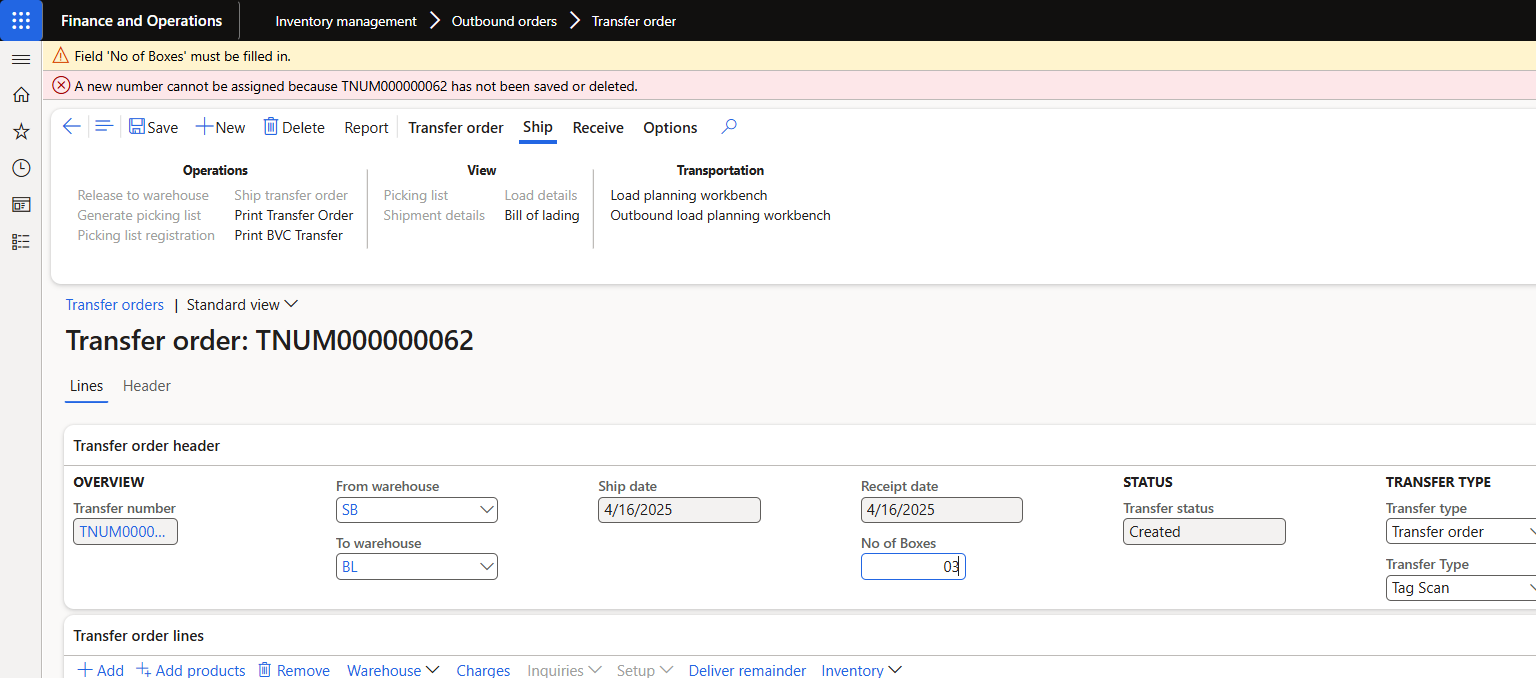 Finance and Operations Inventory management Outbound orders Transfer order
Field 'No of Boxes' must be filled in.
A new number cannot be assigned because TNUM000000062 has not been saved or deleted.
Save New Delete Report Transfer order Ship Receive Options
Operations View Transportation
Release to warehouse Ship transfer order Picking list Load details Load planning workbench
Generate picking list Print Transfer Order Shipment details Bill of lading Outbound load planning workbench
Picking list registration Print BVC Transfer
Transfer orders | Standard view
Transfer order: TNUM000000062
Lines Header
Transfer order header
OVERVIEW
Transfer number
TNUM0000...
From warehouse
SB
To warehouse
BL
Ship date
4/16/2025
Receipt date
4/16/2025
No of Boxes
03
STATUS
Transfer status
Created
TRANSFER TYPE
Transfer type
Transfer order
Transfer Type
Tag Scan
Transfer order lines
Add Add products Remove Warehouse Charges Inquiries Setup Deliver remainder Inventory